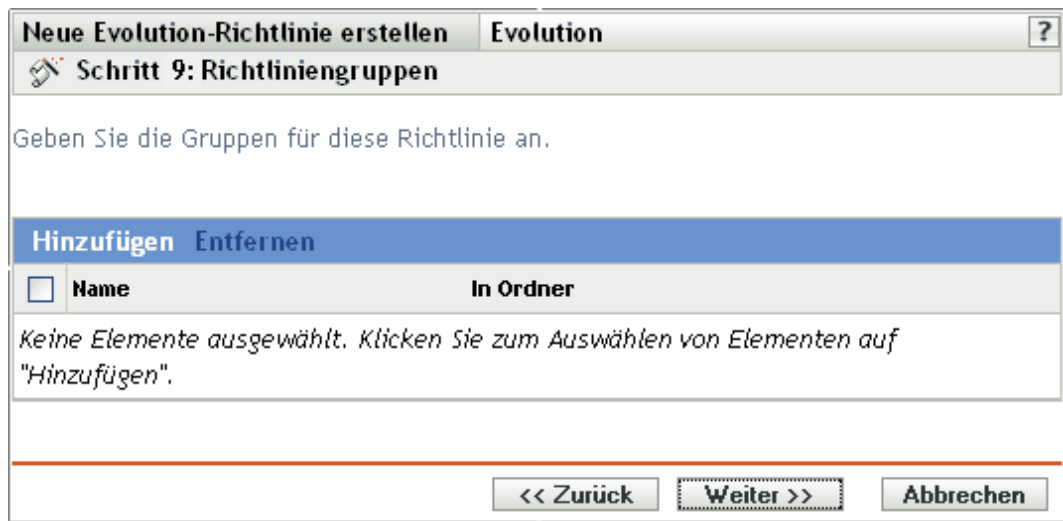 Neue Evolution-Richtlinie erstellen Evolution ?
Schritt 9: Richtliniengruppen
Geben Sie die Gruppen für diese Richtlinie an.
Hinzufügen Entfernen
Name In Ordner
Keine Elemente ausgewählt. Klicken Sie zum Auswählen von Elementen auf
"Hinzufügen".
<< Zurück Weiter >> Abbrechen